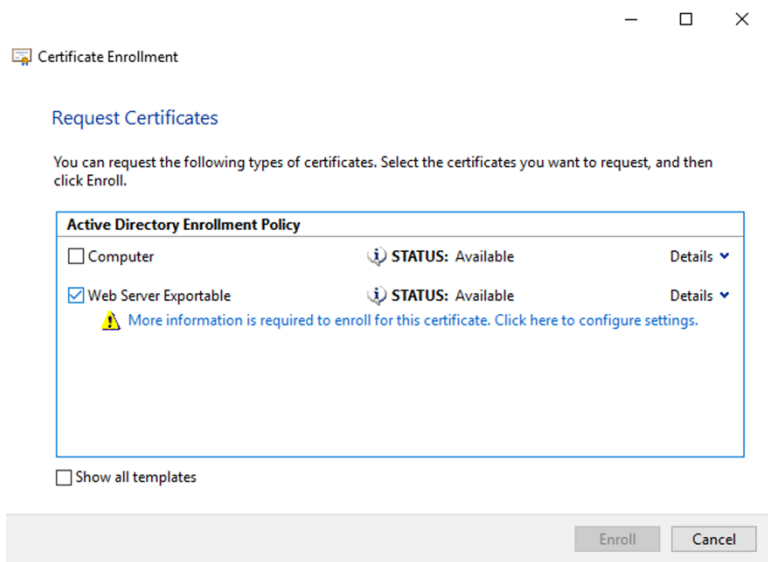 Certificate Enrollment
Request Certificates
You can request the following types of certificates. Select the certificates you want to request, and then
click Enroll.
Active Directory Enrollment Policy
Computer STATUS: Available Details
Web Server Exportable STATUS: Available Details
More information is required to enroll for this certificate. Click here to configure settings.
Show all templates
Enroll Cancel